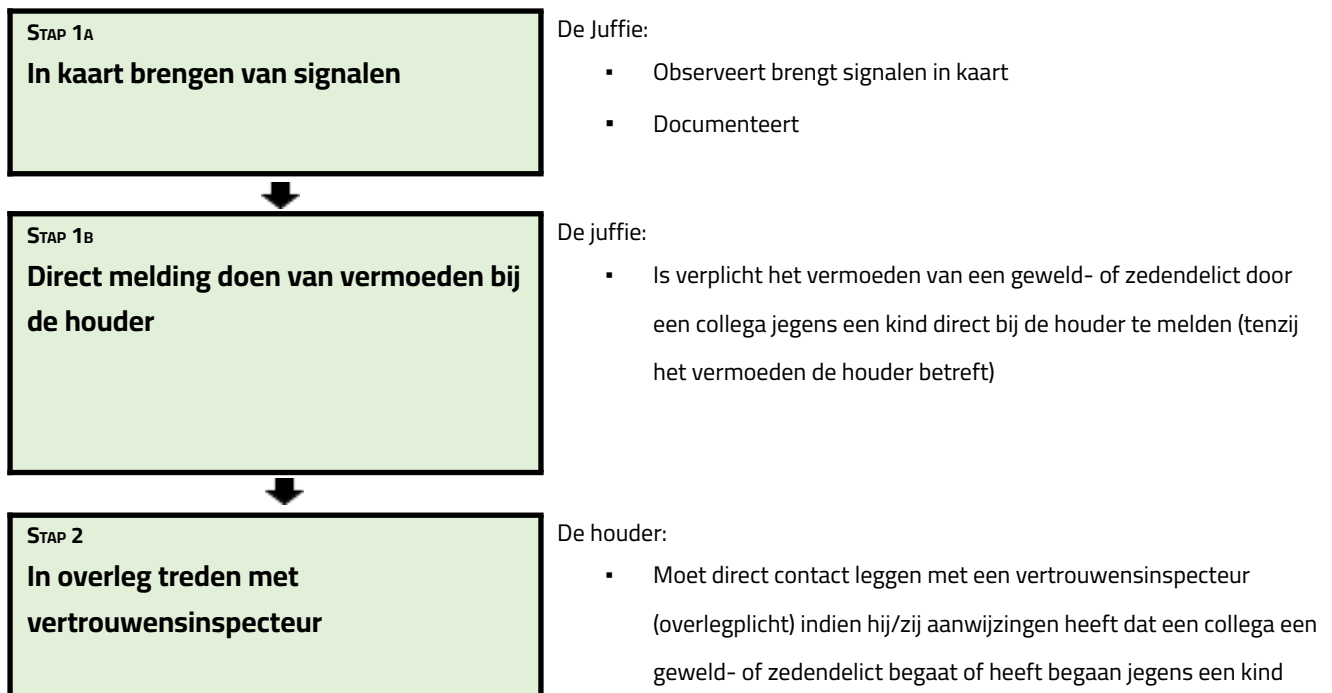 STAP 1A
In kaart brengen van signalen
De Juffie:
▪ Observeert brengt signalen in kaart
▪ Documenteert
STAP 1B
Direct melding doen van vermoeden bij
de houder
De juffie:
▪ Is verplicht het vermoeden van een geweld- of zedendelict door
een collega jegens een kind direct bij de houder te melden (tenzij
het vermoeden de houder betreft)
STAP 2
In overleg treden met
vertrouwensinspecteur
De houder:
▪ Moet direct contact leggen met een vertrouwensinspecteur
(overlegplicht) indien hij/zij aanwijzingen heeft dat een collega een
geweld- of zedendelict begaat of heeft begaan jegens een kind